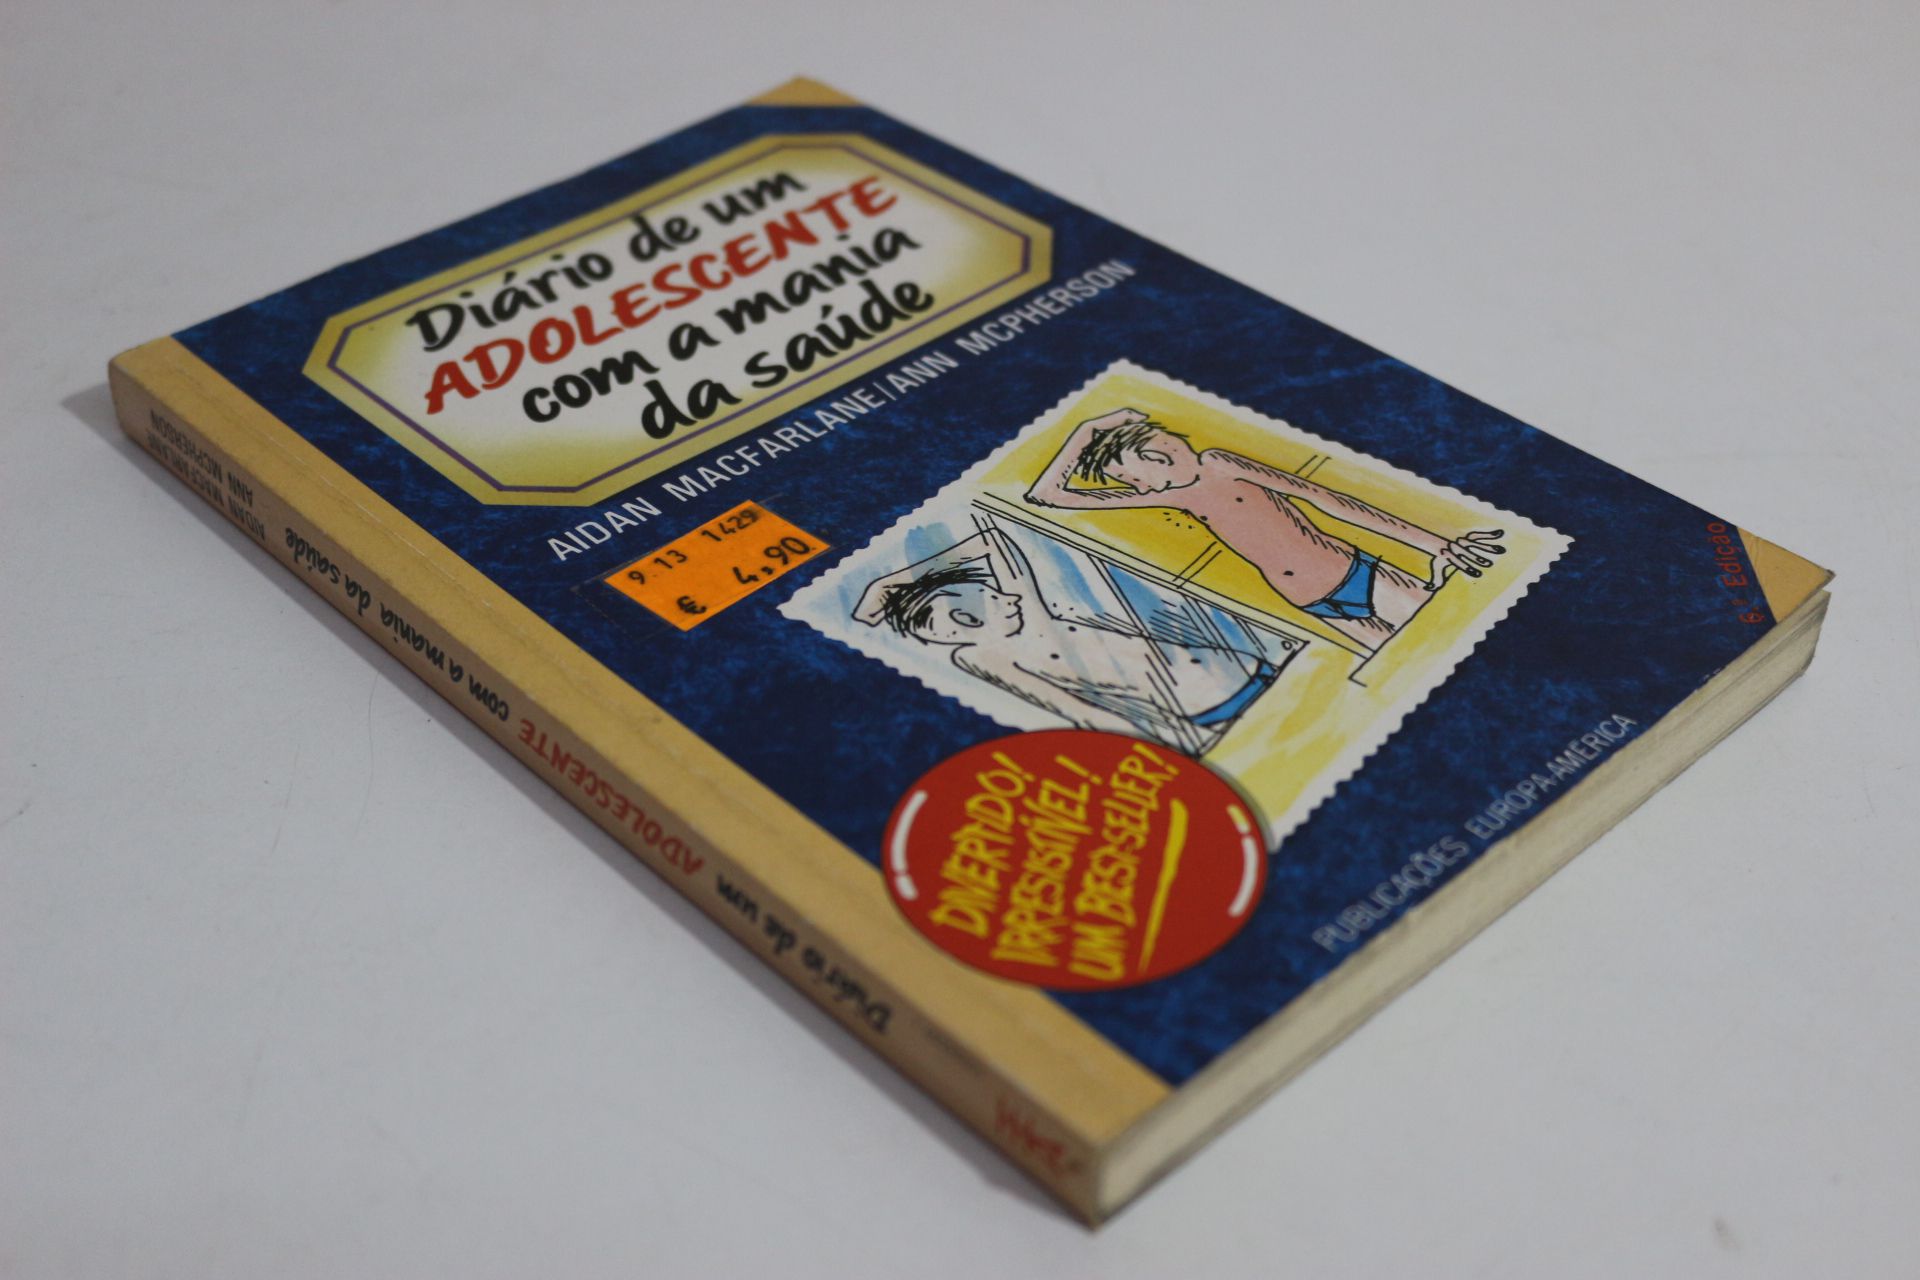 Diário de um
ADOLESCENTE
com a mania
da saúde
AIDAN MACFARLANE/ANN MCPHERSON
9.13 1429
€ 4,90
DIVERTIDO!
IRRESISTÍVEL!
UM BEST-SELLER!
PUBLICAÇÕES EUROPA-AMÉRICA
Edição
Diário de um ADOLESCENTE com a mania da saúde
AIDAN MACFARLANE
ANN MCPHERSON